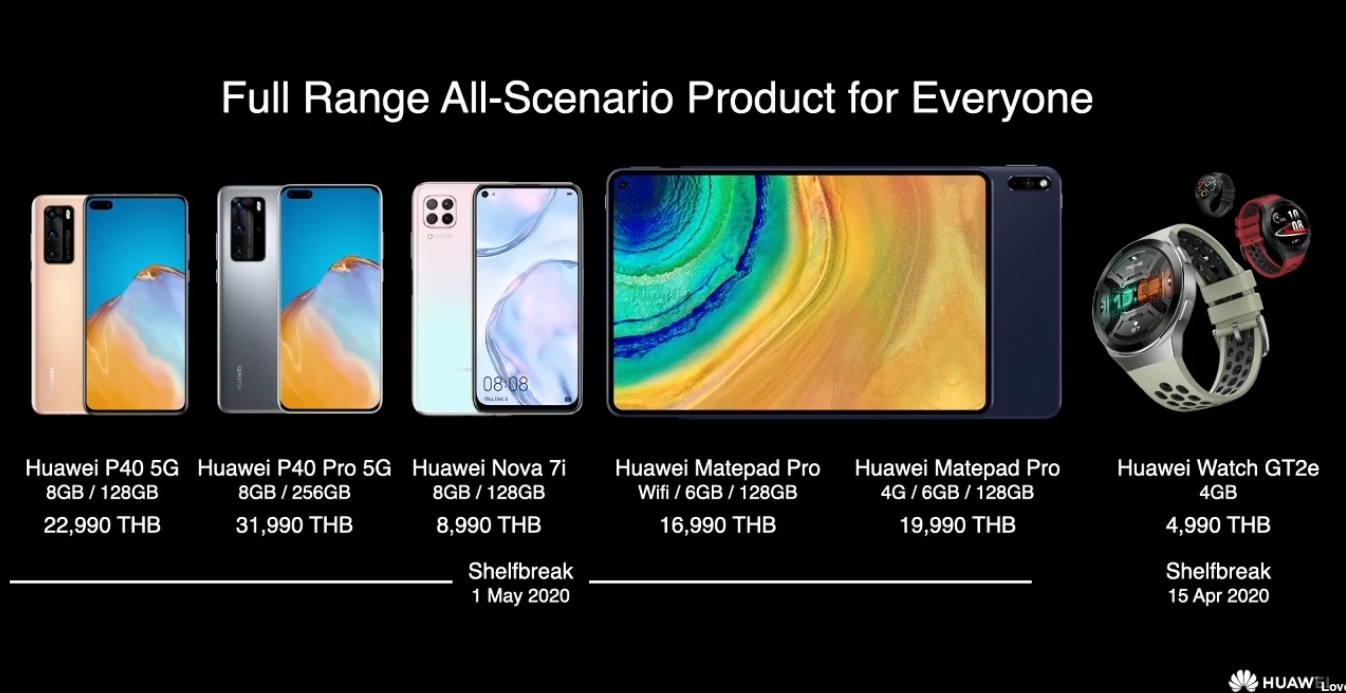 Full Range All-Scenario Product for Everyone
08:08
Huawei P40 5G
8GB / 128GB
22,990 THB
Huawei P40 Pro 5G
8GB / 256GB
31,990 THB
Huawei Nova 7i
8GB / 128GB
8,990 THB
Huawei Matepad Pro
Wifi / 6GB / 128GB
16,990 THB
Huawei Matepad Pro
4G / 6GB / 128GB
19,990 THB
Huawei Watch GT2e
4GB
4,990 THB
Shelfbreak
1 May 2020
Shelfbreak
15 Apr 2020
HUAWEI
Love